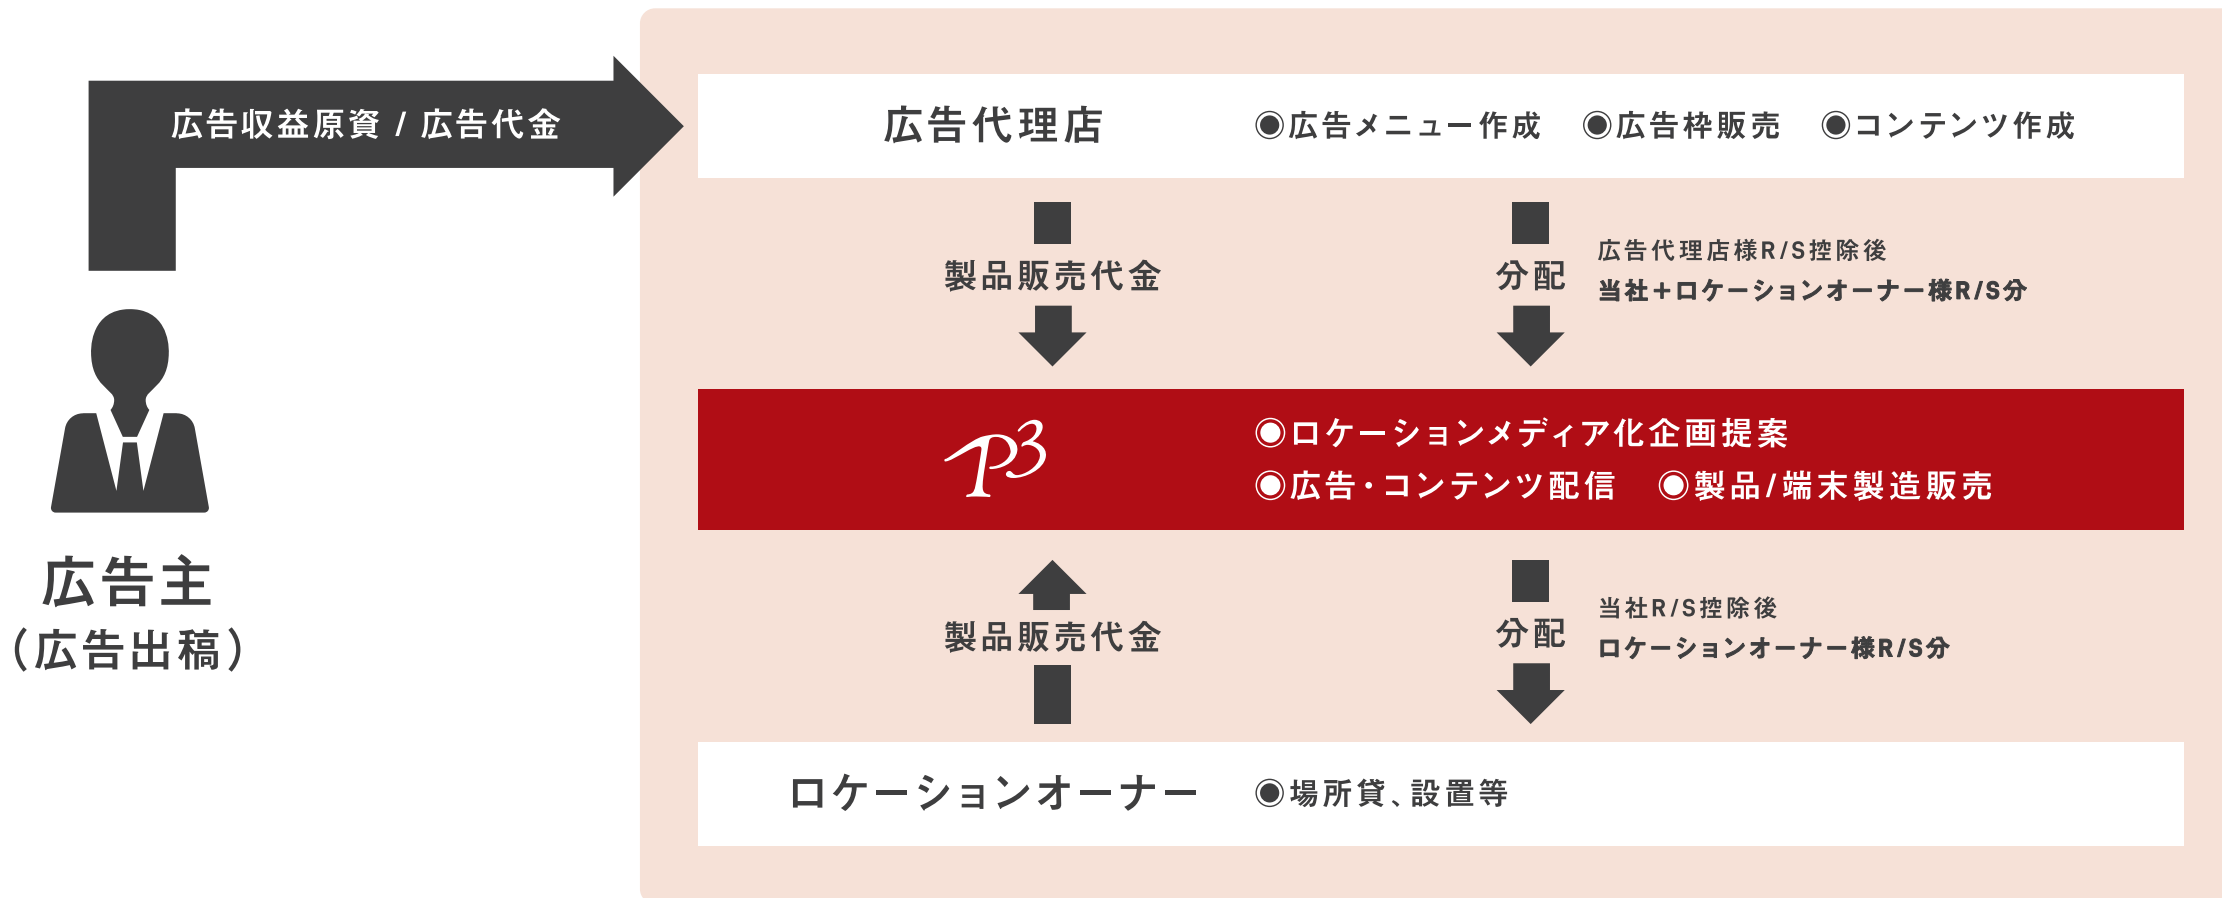 広告収益原資 / 広告代金
広告主
（広告出稿）
広告代理店
◉広告メニュー作成 ◉広告枠販売 ◉コンテンツ作成
製品販売代金
分配
広告代理店様R/S控除後
当社＋ロケーションオーナー様R/S分
P3
◉ロケーションメディア化企画提案
◉広告・コンテンツ配信 ◉製品/端末製造販売
製品販売代金
分配
当社R/S控除後
ロケーションオーナー様R/S分
ロケーションオーナー
◉場所貸、設置等